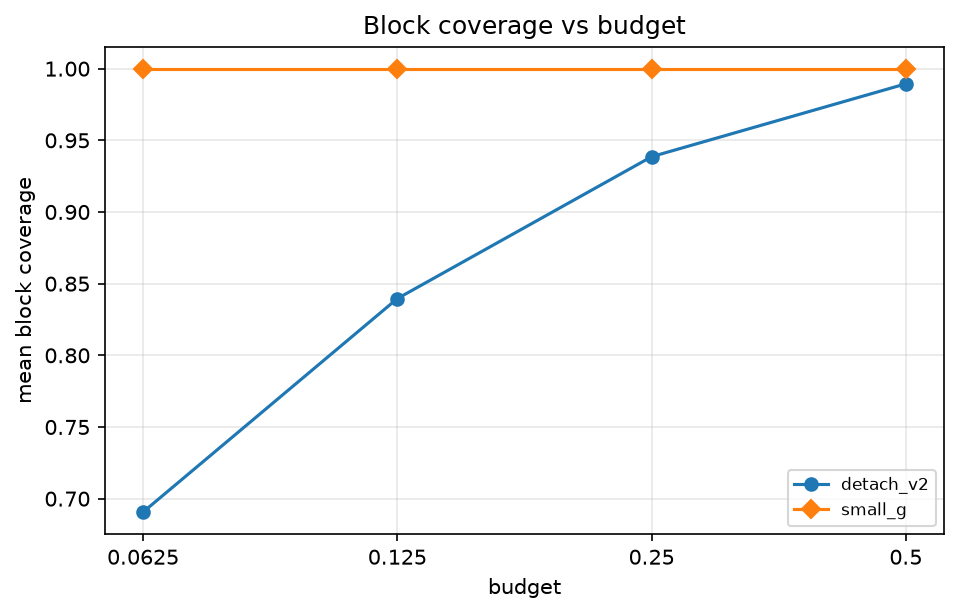 Block coverage vs budget
mean block coverage
1.00
0.95
0.90
0.85
0.80
0.75
0.70
detach_v2
small_g
0.0625
0.125
0.25
0.5
budget